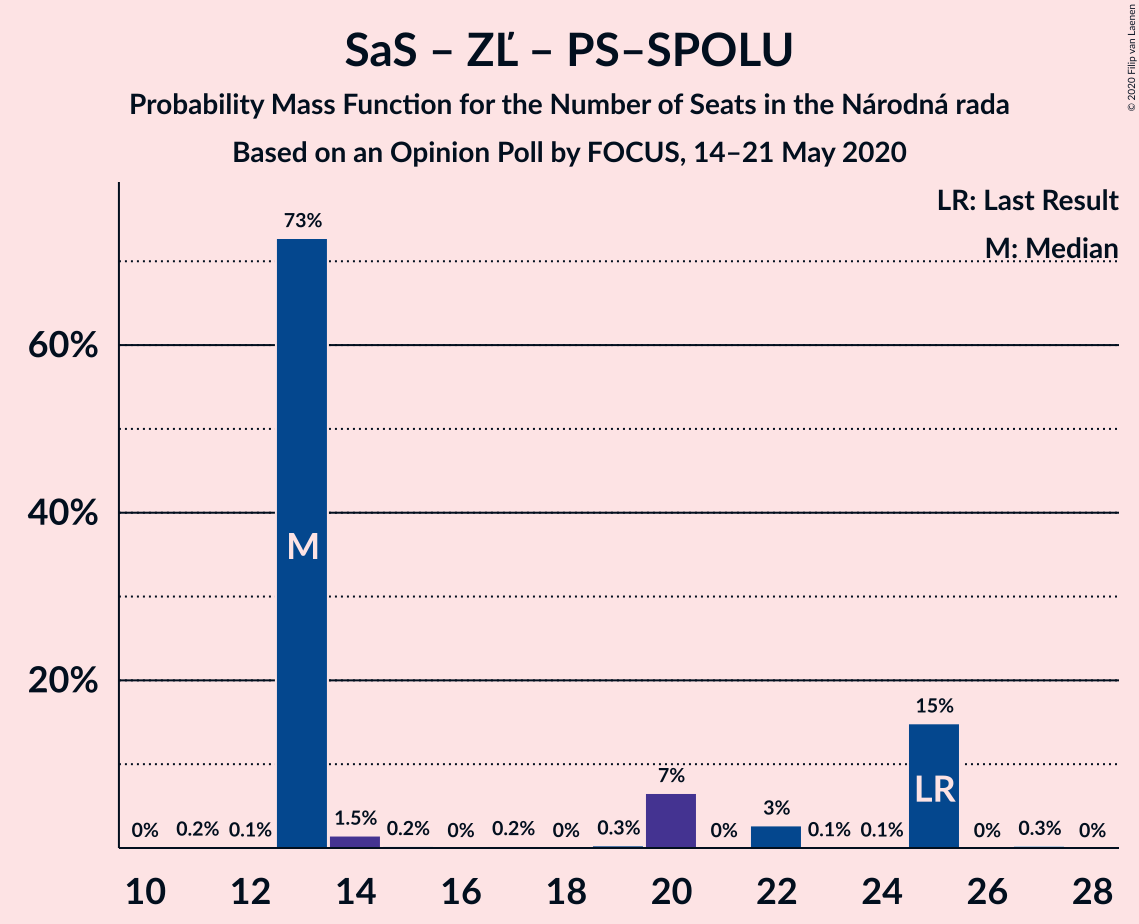 SaS – ZĽ – PS–SPOLU
Probability Mass Function for the Number of Seats in the Národná rada
Based on an Opinion Poll by FOCUS, 14–21 May 2020
© 2020 Filip van Laenen
LR: Last Result
M: Median
60%
40%
20%
0%
0.2%
0.1%
73%
1.5%
0.2%
0%
0.2%
0%
0.3%
7%
0%
3%
0.1%
0.1%
15%
0%
0.3%
0%
M
LR
10 12 14 16 18 20 22 24 26 28